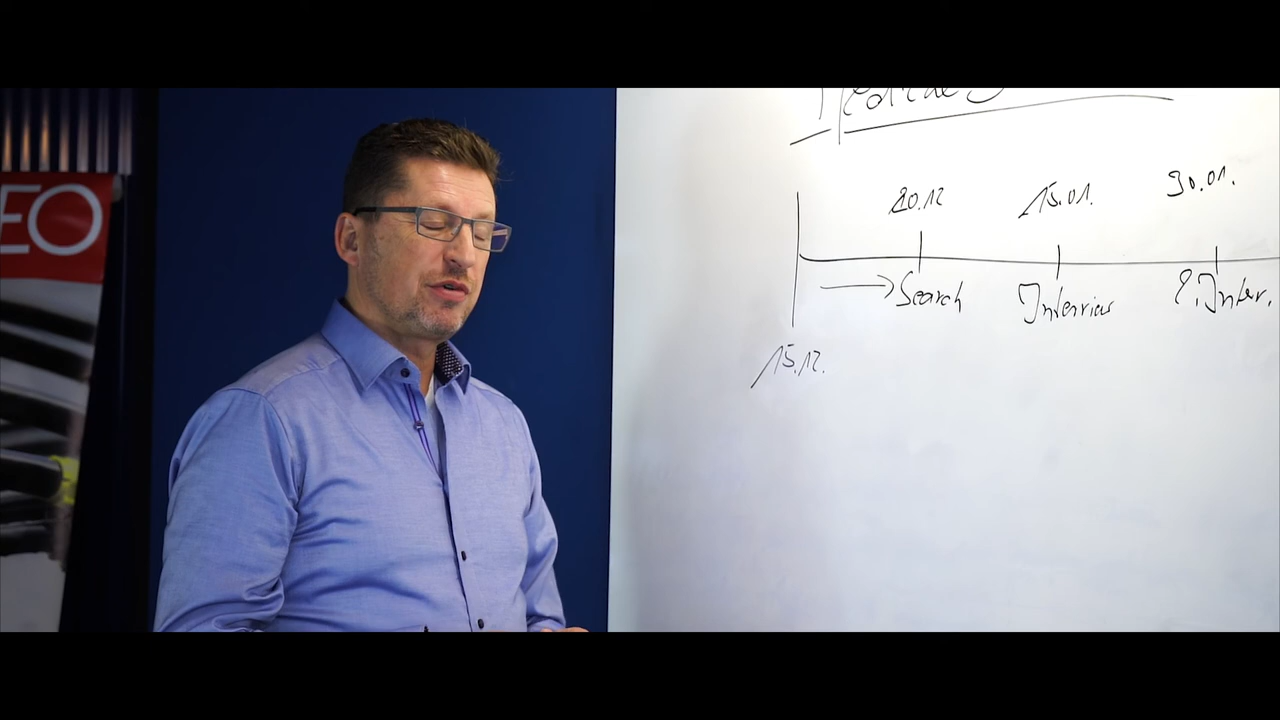 EO
20.12 15.01. 30.01.
Search Interview 2. Inter.
15.12.